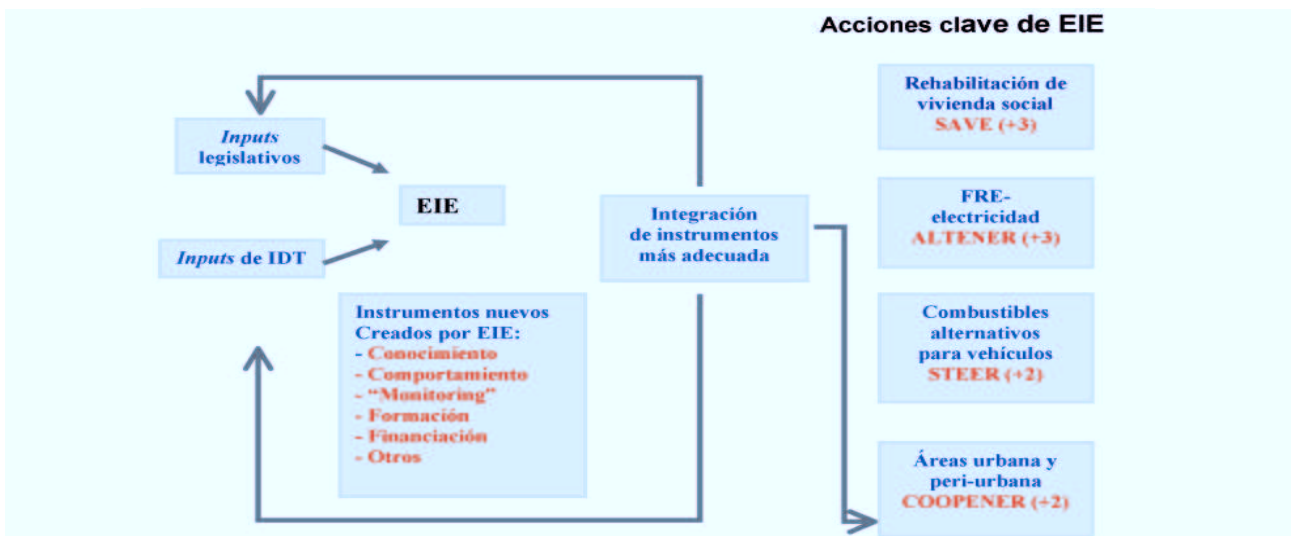 Acciones clave de EIE
Inputs
legislativos
EIE
Inputs de IDT
Instrumentos nuevos
Creados por EIE:
- Conocimiento
- Comportamiento
- “Monitoring”
- Formación
- Financiación
- Otros
Integración
de instrumentos
más adecuada
Rehabilitación de
vivienda social
SAVE (+3)
FRE-
electricidad
ALTENER (+3)
Combustibles
alternativos
para vehículos
STEER (+2)
Áreas urbana y
peri-urbana
COOPENER (+2)